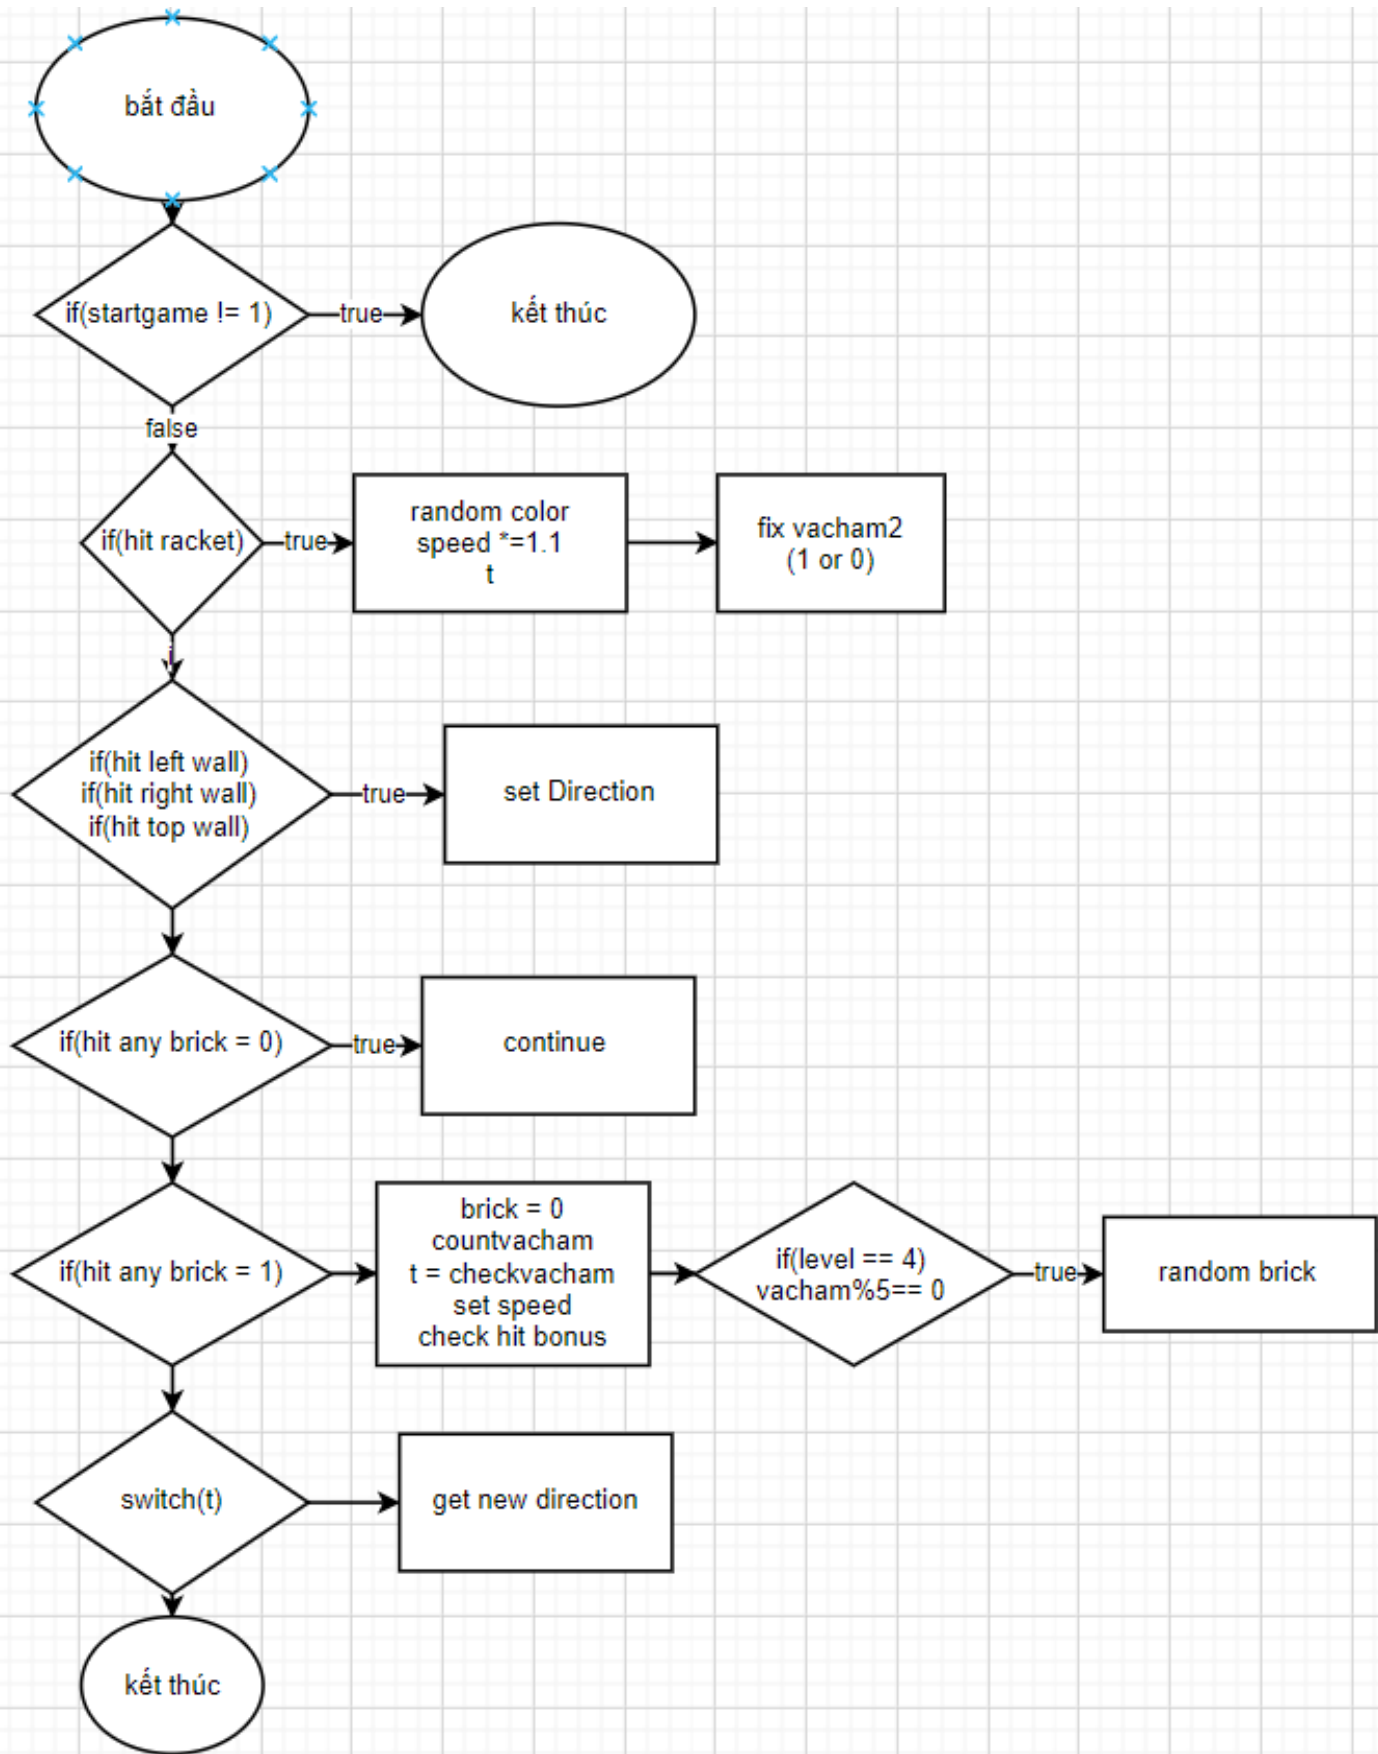 bắt đầu
if(startgame != 1)
true
kết thúc
false
if(hit racket)
true
random color
speed *=1.1
t
fix vacham2
(1 or 0)
if(hit left wall)
if(hit right wall)
if(hit top wall)
true
set Direction
if(hit any brick = 0)
true
continue
if(hit any brick = 1)
brick = 0
countvacham
t = checkvacham
set speed
check hit bonus
if(level == 4)
vacham%5== 0
true
random brick
switch(t)
get new direction
kết thúc